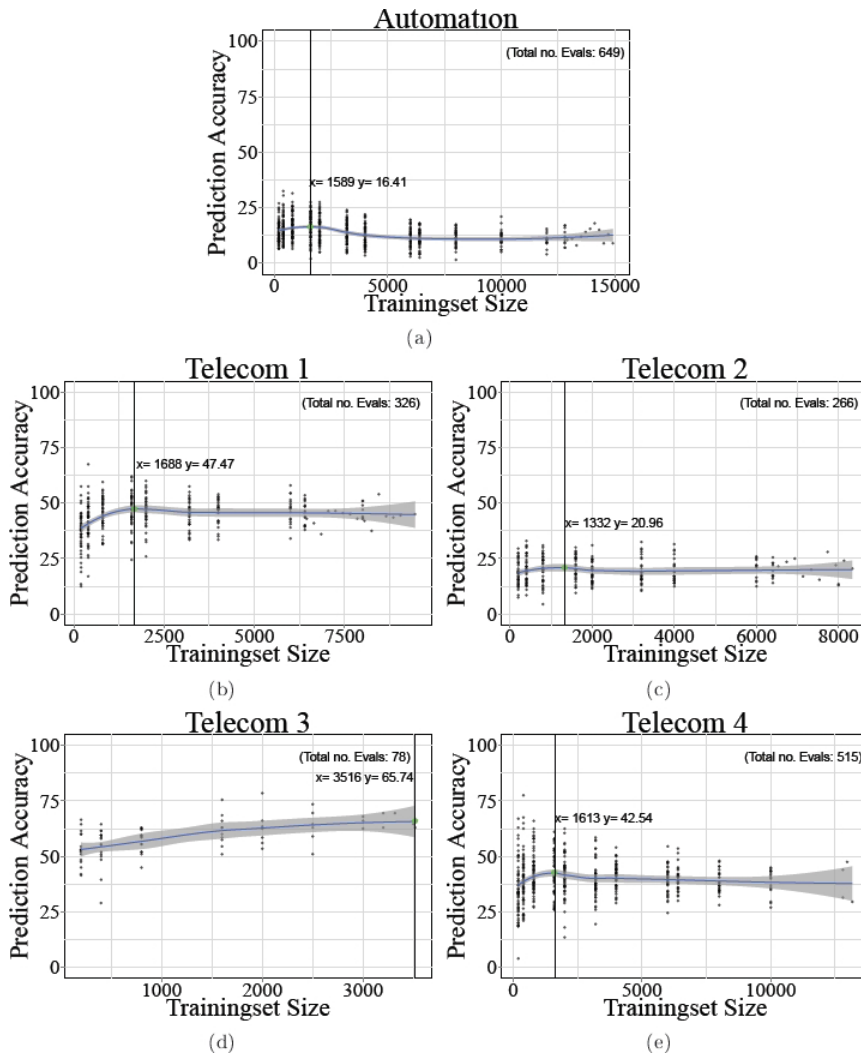 Automation
(Total no. Evals: 649)
100
75
50
25
0
x= 1589 y= 16.41
Prediction Accuracy
0 5000 10000 15000
Trainingset Size
(a)
Telecom 1
(Total no. Evals: 326)
100
75
50
25
0
x= 1688 y= 47.47
Prediction Accuracy
0 2500 5000 7500
Trainingset Size
(b)
Telecom 2
(Total no. Evals: 266)
100
75
50
25
0
x= 1332 y= 20.96
Prediction Accuracy
0 2000 4000 6000 8000
Trainingset Size
(c)
Telecom 3
(Total no. Evals: 78)
x= 3516 y= 65.74
100
75
50
25
0
Prediction Accuracy
1000 2000 3000
Trainingset Size
(d)
Telecom 4
(Total no. Evals: 515)
100
75
50
25
0
x= 1613 y= 42.54
Prediction Accuracy
0 5000 10000
Trainingset Size
(e)